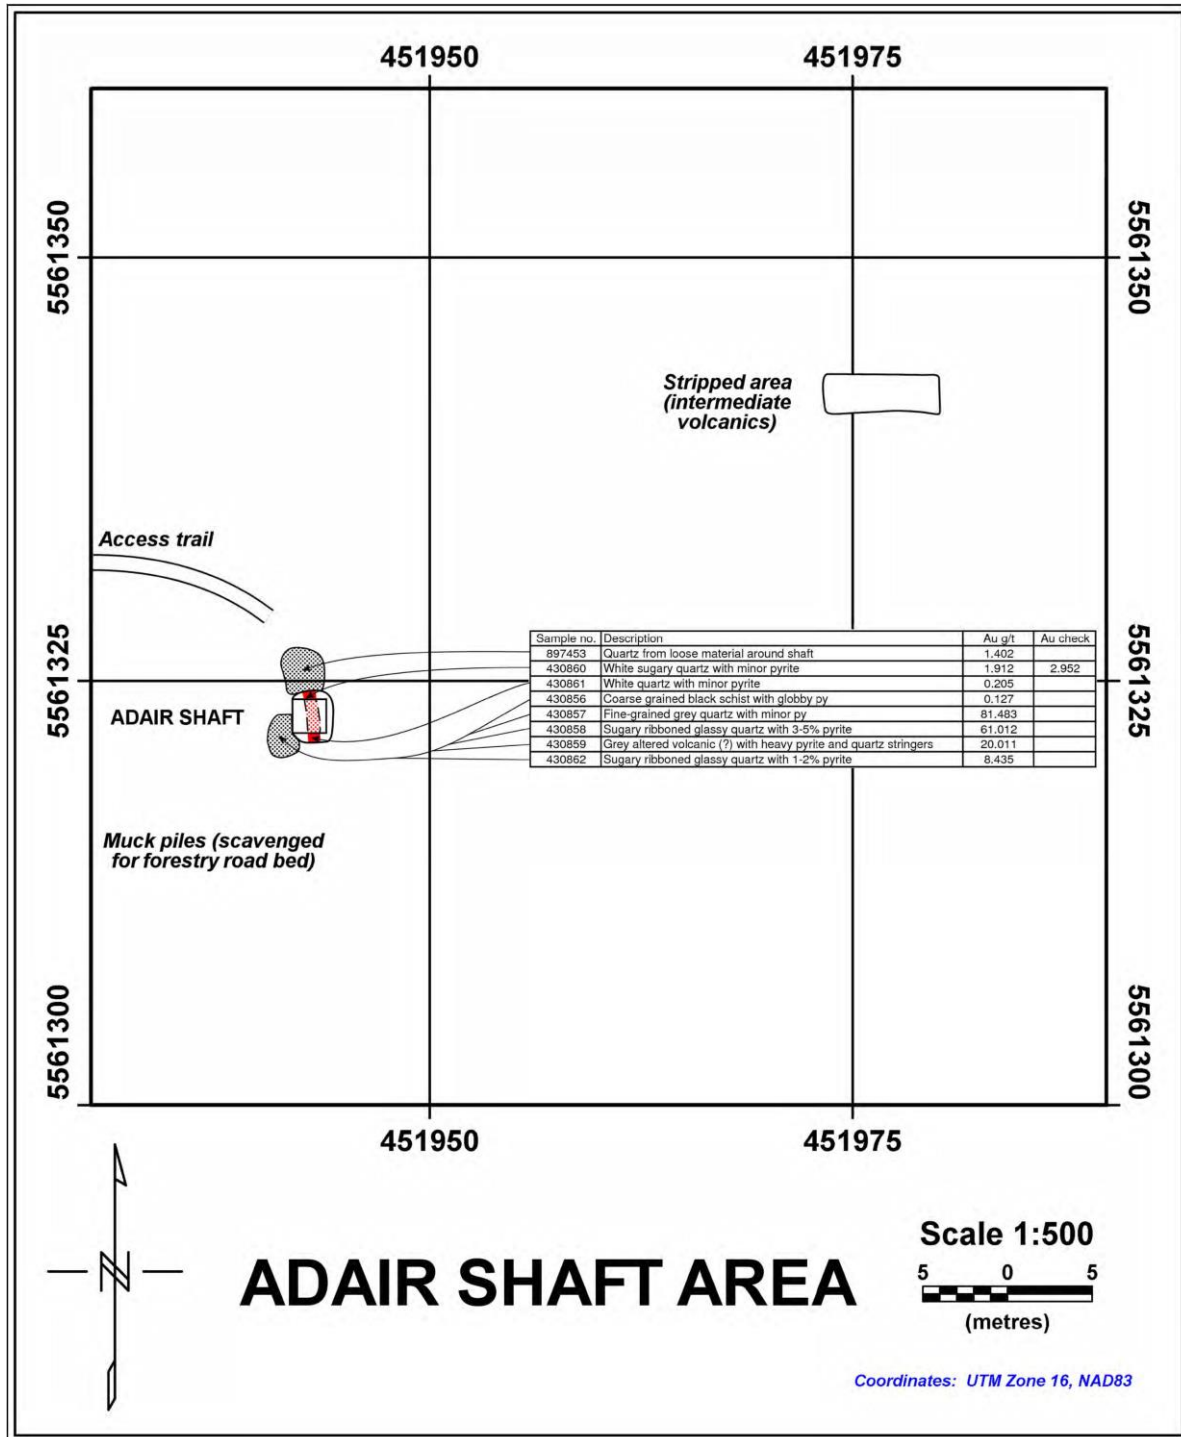 451950 451975
5561350 5561350
Stripped area
(intermediate
volcanics)
Access trail
5561325 5561325
Sample no. Description Au g/t Au check
897453 Quartz from loose material around shaft 1.402
430860 White sugary quartz with minor pyrite 1.912 2.952
430861 White quartz with minor pyrite 0.205
430856 Coarse grained black schist with globby py 0.127
430857 Fine-grained grey quartz with minor py 81.483
430858 Sugary ribboned glassy quartz with 3-5% pyrite 61.012
430859 Grey altered volcanic (?) with heavy pyrite and quartz stringers 20.011
430862 Sugary ribboned glassy quartz with 1-2% pyrite 8.435
ADAIR SHAFT
Muck piles (scavenged
for forestry road bed)
5561300 5561300
451950 451975
N
ADAIR SHAFT AREA
Scale 1:500
5 0 5
(metres)
Coordinates: UTM Zone 16, NAD83